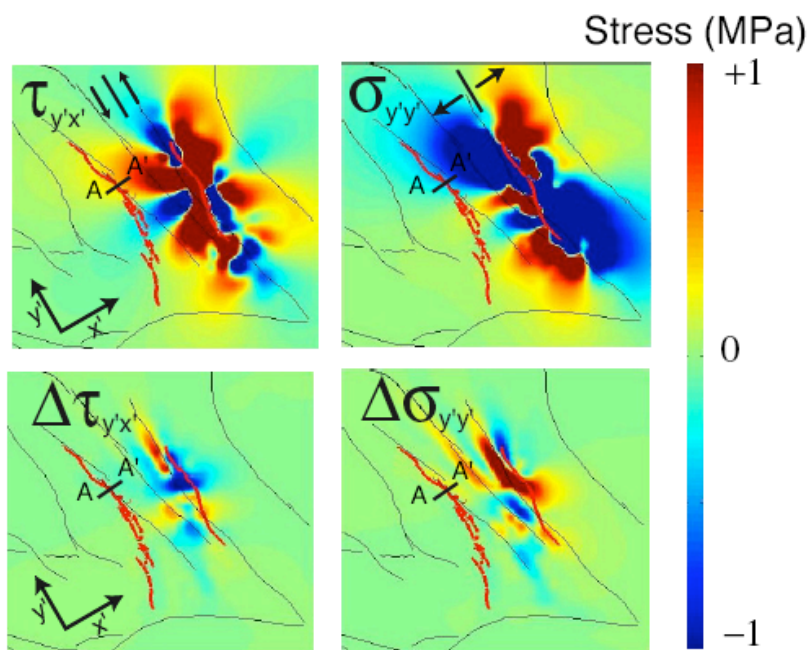 Stress (MPa)
τy'x'
A
A'
y'
x'
σy'y'
A
A'
+1
0
−1
Δτy'x'
A
A'
y'
x'
Δσy'y'
A
A'